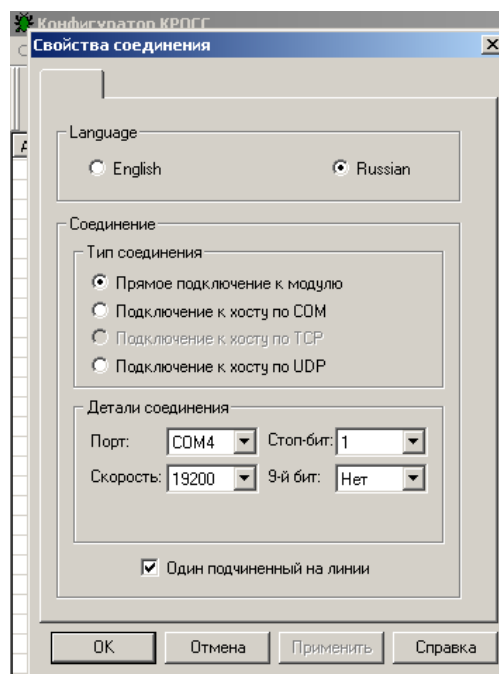 Конфигуратор КРОСС
Свойства соединения
Language
English
Russian
Соединение
Тип соединения
Прямое подключение к модулю
Подключение к хосту по COM
Подключение к хосту по TCP
Подключение к хосту по UDP
Детали соединения
Порт: COM4 Стоп-бит: 1
Скорость: 19200 9-й бит: Нет
Один подчиненный на линии
OK Отмена Применить Справка